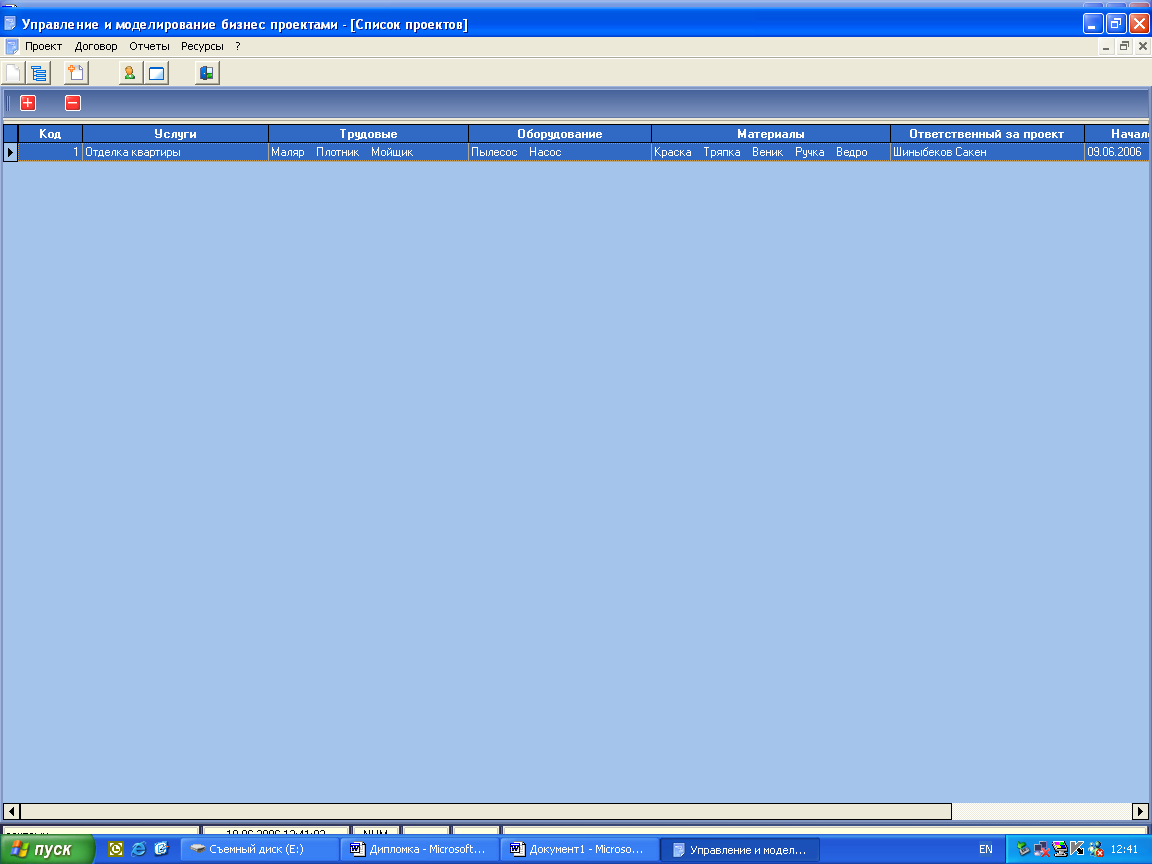 Управление и моделирование бизнес проектами - [Список проектов]
Проект Договор Отчеты Ресурсы ?
Код Услуги Трудовые Оборудование Материалы Ответственный за проект Начал
1 Отделка квартиры Маляр Плотник Мойщик Пылесос Насос Краска Тряпка Веник Ручка Ведро Шиныбеков Сакен 09.06.2006
NUM
пуск Съемный диск (E:) Дипломка - Microsoft... Документ1 - Microso... Управление и модел... EN 12:41